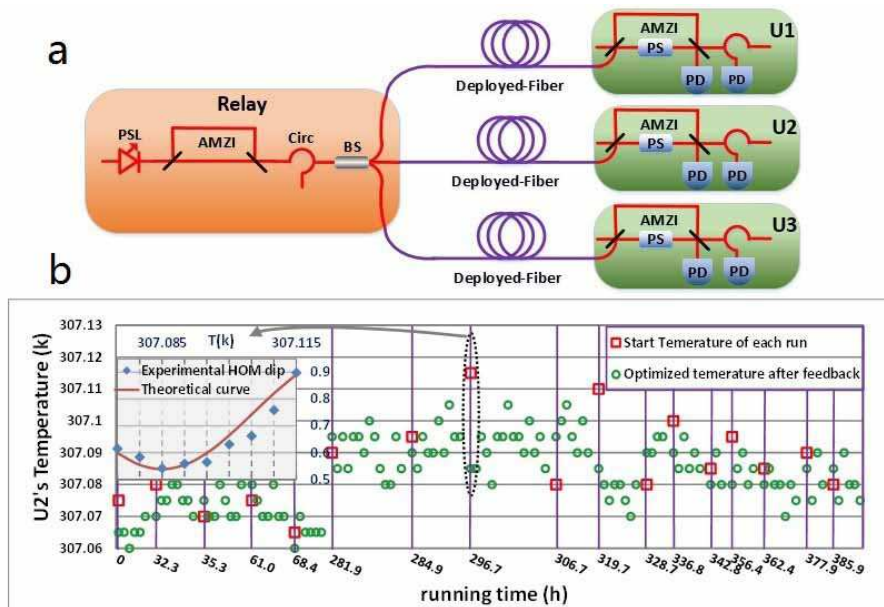 a
Relay
PSL
AMZI
Circ
BS
Deployed-Fiber
AMZI
PS
U1
PD
PD
Deployed-Fiber
AMZI
PS
U2
PD
PD
Deployed-Fiber
AMZI
PS
U3
PD
PD
b
U2's Temperature (k)
307.13
307.12
307.11
307.1
307.09
307.08
307.07
307.06
307.085 T(k) 307.115
Experimental HOM dip
Theoretical curve
0.9
0.8
0.7
0.6
0.5
Start Temerature of each run
Optimized temerature after feedback
0 32.3 35.3 61.0 68.4 281.9 284.9 296.7 306.7 319.7 328.7 336.8 342.8 356.4 362.4 377.9 385.9
running time (h)